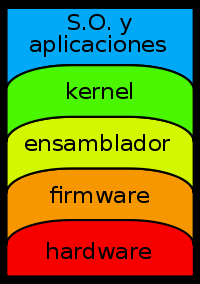 S.O. y
aplicaciones
kernel
ensamblador
firmware
hardware